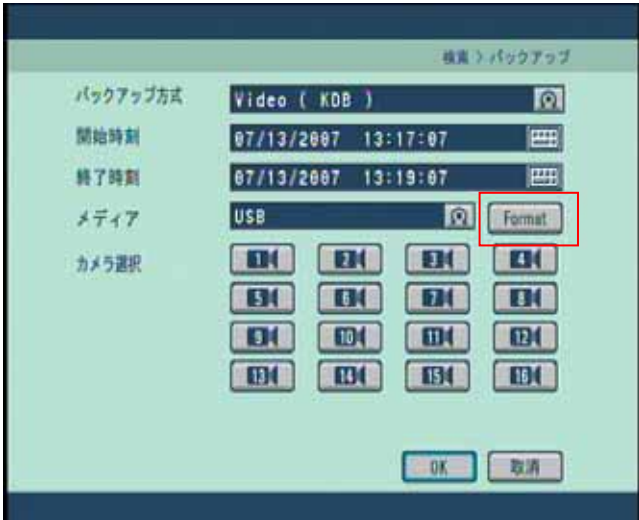 検索 > バックアップ
バックアップ方式 Video ( KDB )
開始時刻 07/13/2007 13:17:07
終了時刻 07/13/2007 13:19:07
メディア USB Format
カメラ選択 1 2 3 4
5 6 7 8
9 10 11 12
13 14 15 16
OK 取消